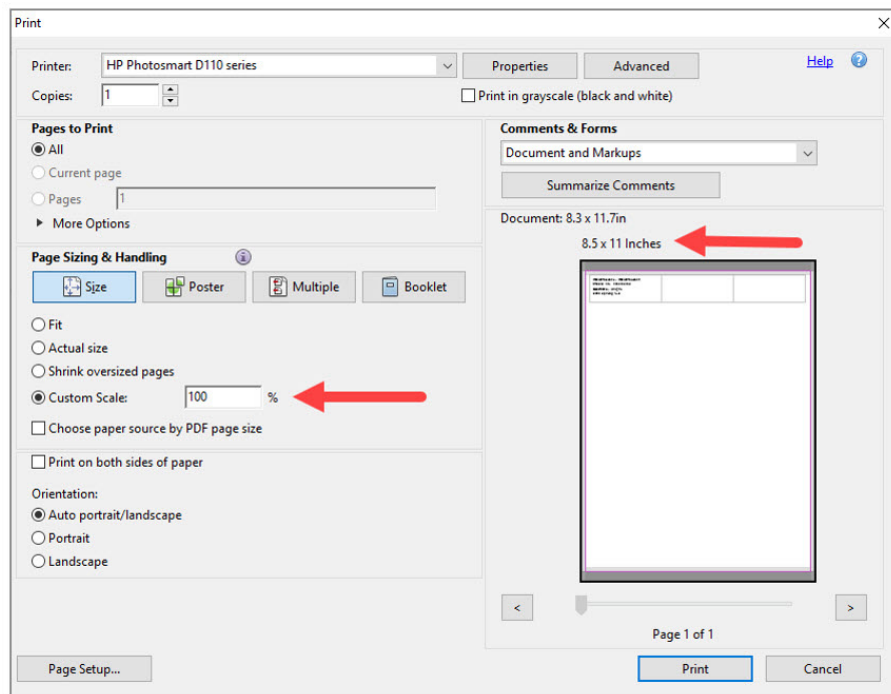 Print
Printer: HP Photosmart D110 series Properties Advanced Help ?
Copies: 1 Print in grayscale (black and white)
Pages to Print
All
Current page
Pages 1
More Options
Page Sizing & Handling i
Size Poster Multiple Booklet
Fit
Actual size
Shrink oversized pages
Custom Scale: 100 %
Choose paper source by PDF page size
Print on both sides of paper
Orientation:
Auto portrait/landscape
Portrait
Landscape
Comments & Forms
Document and Markups
Summarize Comments
Document: 8.3 x 11.7in
8.5 x 11 Inches
< >
Page 1 of 1
Page Setup... Print Cancel